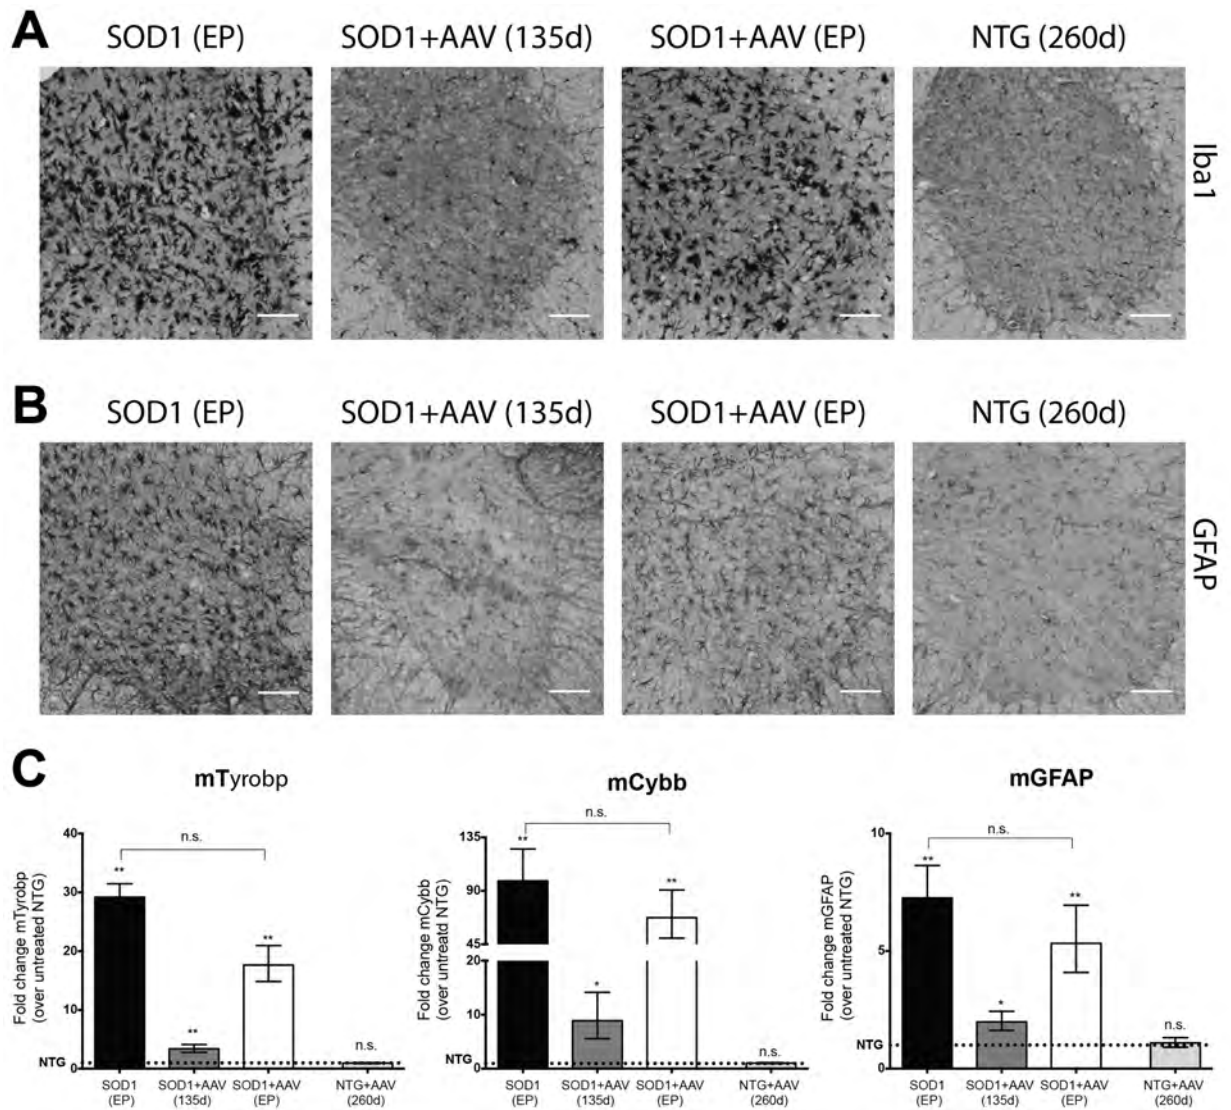 A
SOD1 (EP)
SOD1+AAV (135d)
SOD1+AAV (EP)
NTG (260d)
Iba1
B
SOD1 (EP)
SOD1+AAV (135d)
SOD1+AAV (EP)
NTG (260d)
GFAP
C
mTyrobp
Fold change mTyrobp
(over untreated NTG)
40
30
20
10
0
NTG
**
**
**
n.s.
n.s.
SOD1
(EP)
SOD1+AAV
(135d)
SOD1+AAV
(EP)
NTG+AAV
(260d)
mCybb
Fold change mCybb
(over untreatd NTG)
135
90
45
20
10
0
NTG
**
*
**
n.s.
n.s.
SOD1
(EP)
SOD1+AAV
(135d)
SOD1+AAV
(EP)
NTG+AAV
(260d)
mGFAP
Fold change mGFAP
(over untreated NTG)
10
5
0
NTG
**
*
**
n.s.
n.s.
SOD1
(EP)
SOD1+AAV
(135d)
SOD1+AAV
(EP)
NTG+AAV
(260d)